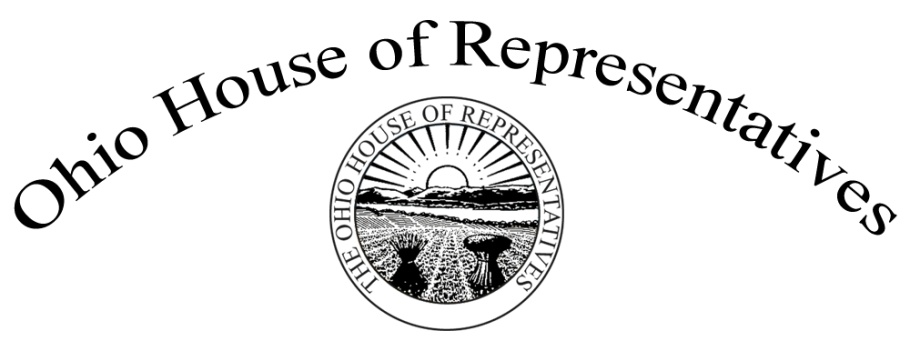 Ohio House of Representatives
THE OHIO HOUSE OF REPRESENTATIVES